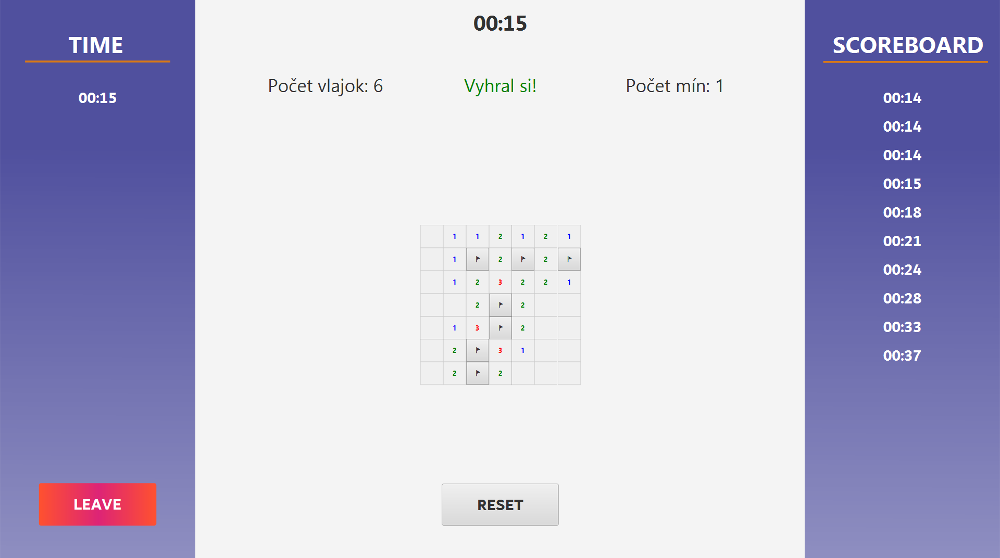 TIME
00:15
LEAVE
00:15
Počet vlajok: 6
Vyhral si!
Počet mín: 1
1 1 2 1 2 1
1 2 2
1 2 3 2 2 1
2 2
1 3 2
2 3 1
2 2
RESET
SCOREBOARD
00:14
00:14
00:14
00:15
00:18
00:21
00:24
00:28
00:33
00:37